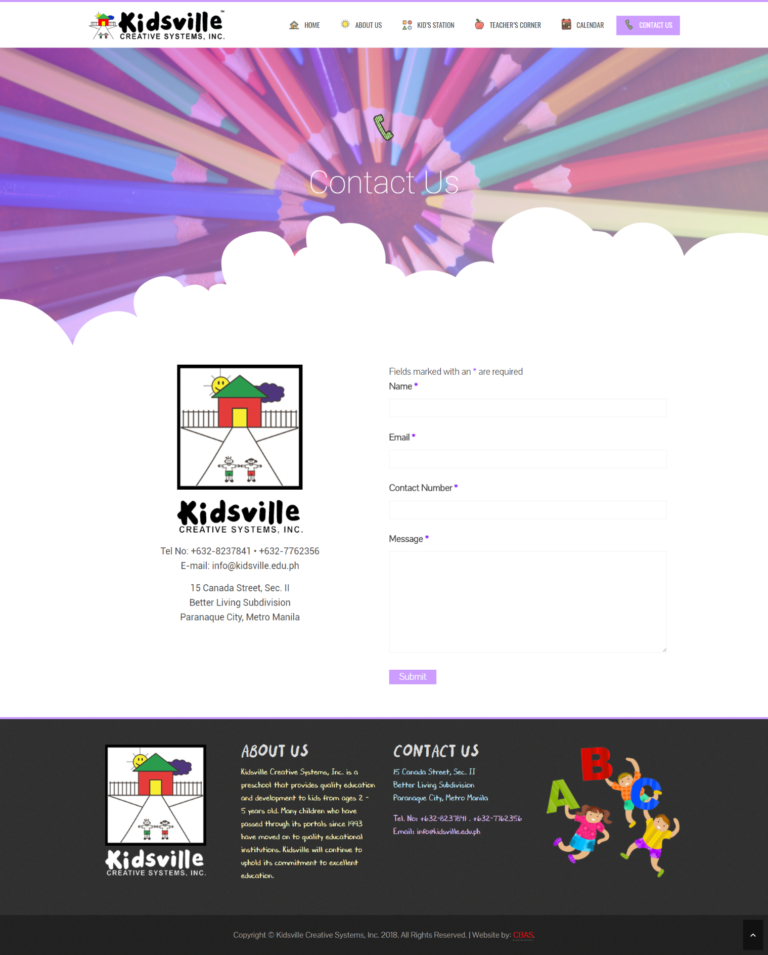 Kidsville
CREATIVE SYSTEMS, INC.
HOME
ABOUT US
KID'S STATION
TEACHER'S CORNER
CALENDAR
CONTACT US
Contact Us
Kidsville
CREATIVE SYSTEMS, INC.
Tel No: +632-8237841 • +632-7762356
E-mail: info@kidsville.edu.ph
15 Canada Street, Sec. II
Better Living Subdivision
Paranaque City, Metro Manila
Fields marked with an * are required
Name *
Email *
Contact Number *
Message *
Submit
Kidsville
CREATIVE SYSTEMS, INC.
ABOUT US
Kidsville Creative Systems, Inc. is a
preschool that provides quality education
and development to kids from ages 2 -
5 years old. Many children who have
passed through its portals since 1993
have moved on to quality educational
institutions. Kidsville will continue to
uphold its commitment to excellent
education.
CONTACT US
15 Canada Street, Sec. II
Better Living Subdivision
Paranaque City, Metro Manila
Tel. No: +632-8237841 . +632-7762356
Email: info@kidsville.edu.ph
A B C
Copyright © Kidsville Creative Systems, Inc. 2018. All Rights Reserved. | Website by: CIIAS.